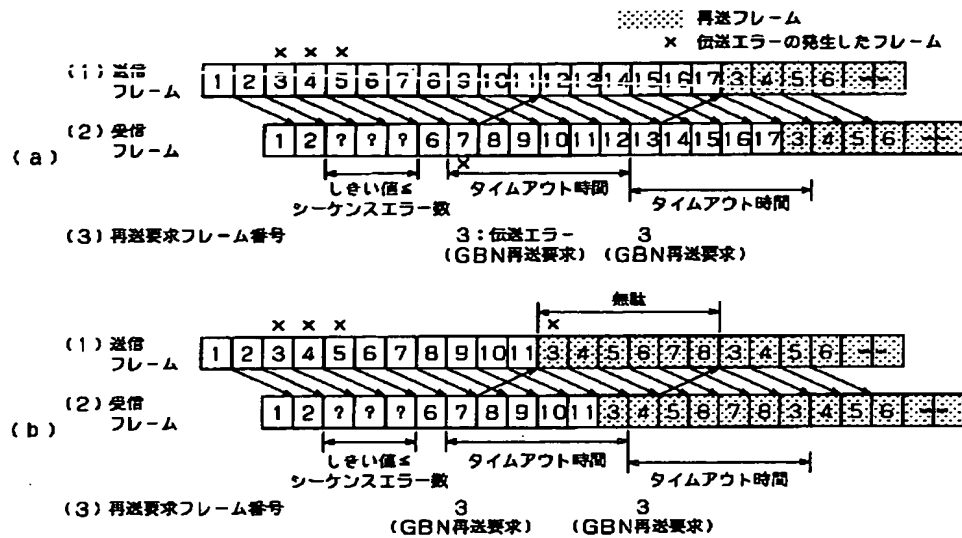 再送フレーム
× 伝送エラーの発生したフレーム
(a)
× × ×
(1) 送信フレーム
1 2 3 4 5 6 7 8 9 10 11 12 13 14 15 16 17 3 4 5 6 --
(2) 受信フレーム
1 2 ? ? ? 6 7 8 9 10 11 12 13 14 15 16 17 3 4 5 6 --
×
しきい値≦シーケンスエラー数
タイムアウト時間
タイムアウト時間
(3) 再送要求フレーム番号
3:伝送エラー
(GBN再送要求)
3
(GBN再送要求)
(b)
無駄
× × × ×
(1) 送信フレーム
1 2 3 4 5 6 7 8 9 10 11 3 4 5 6 7 8 3 4 5 6 --
(2) 受信フレーム
1 2 ? ? ? 6 7 8 9 10 11 3 4 5 6 7 8 3 4 5 6 --
しきい値≦シーケンスエラー数
タイムアウト時間
タイムアウト時間
(3) 再送要求フレーム番号
3
(GBN再送要求)
3
(GBN再送要求)